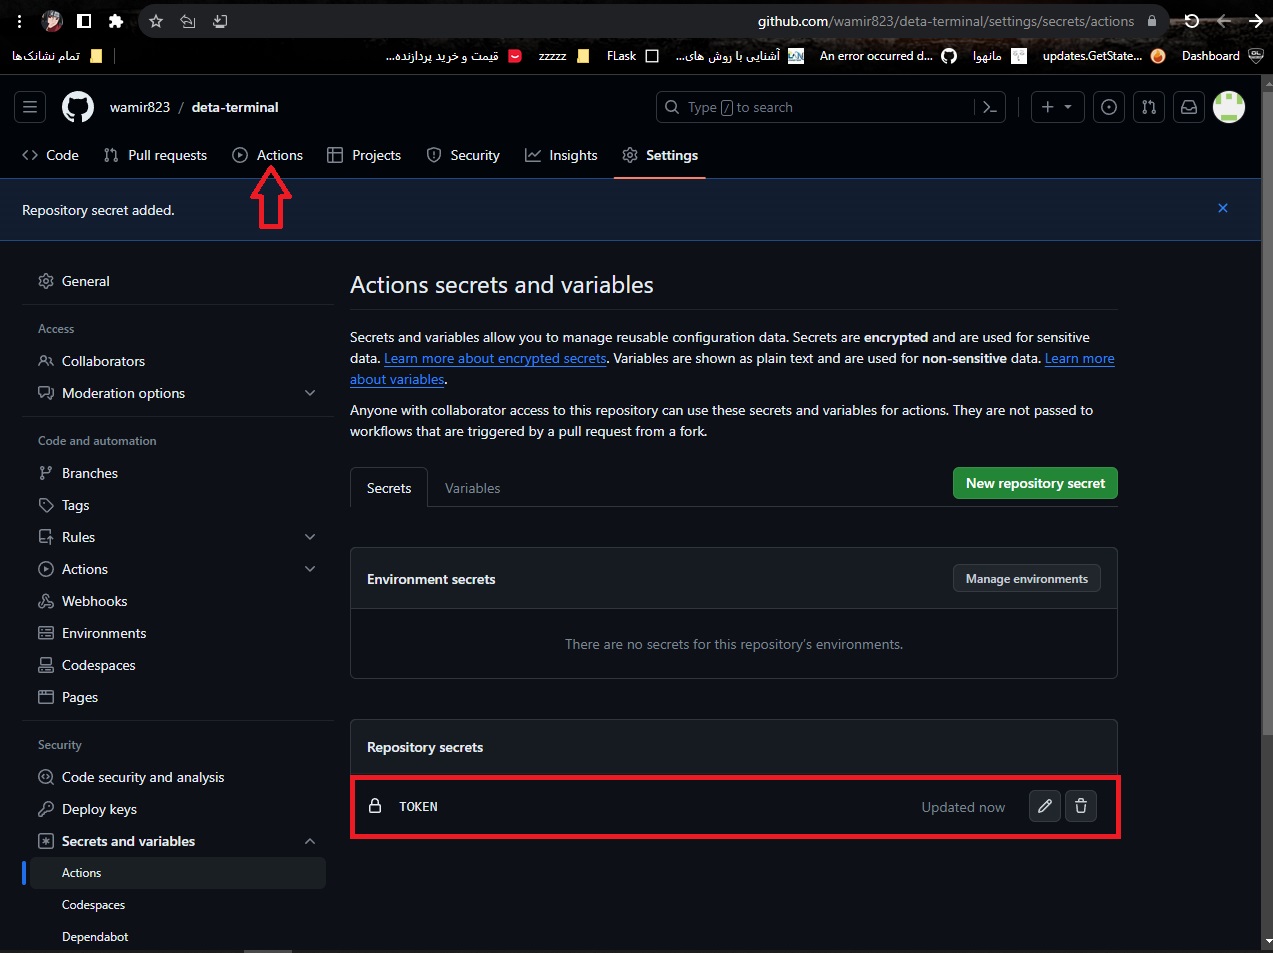 github.com/wamir823/deta-terminal/settings/secrets/actions
تمام نشانک‌ها
...قیمت و خرید پردازنده
zzzzz
FLask
...آشنایی با روش های
An error occurred d...
مانهوا
updates.GetState...
Dashboard
wamir823 / deta-terminal
Type / to search
Code
Pull requests
Actions
Projects
Security
Insights
Settings
Repository secret added.
General
Access
Collaborators
Moderation options
Code and automation
Branches
Tags
Rules
Actions
Webhooks
Environments
Codespaces
Pages
Security
Code security and analysis
Deploy keys
Secrets and variables
Actions
Codespaces
Dependabot
Actions secrets and variables
Secrets and variables allow you to manage reusable configuration data. Secrets are encrypted and are used for sensitive
data. Learn more about encrypted secrets. Variables are shown as plain text and are used for non-sensitive data. Learn more
about variables.
Anyone with collaborator access to this repository can use these secrets and variables for actions. They are not passed to
workflows that are triggered by a pull request from a fork.
Secrets
Variables
New repository secret
Environment secrets
Manage environments
There are no secrets for this repository's environments.
Repository secrets
TOKEN
Updated now